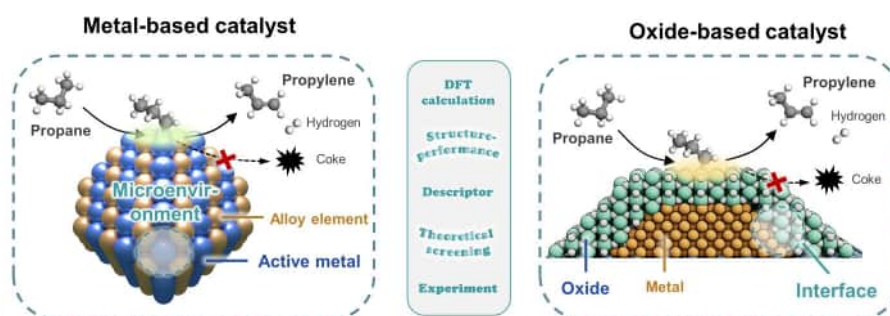 Metal-based catalyst
Propane
Propylene
Hydrogen
Coke
Microenvir-
onment
Alloy element
Active metal
DFT
calculation
Structure-
performance
Descriptor
Theoretical
screening
Experiment
Oxide-based catalyst
Propane
Propylene
Hydrogen
Coke
Oxide
Metal
Interface